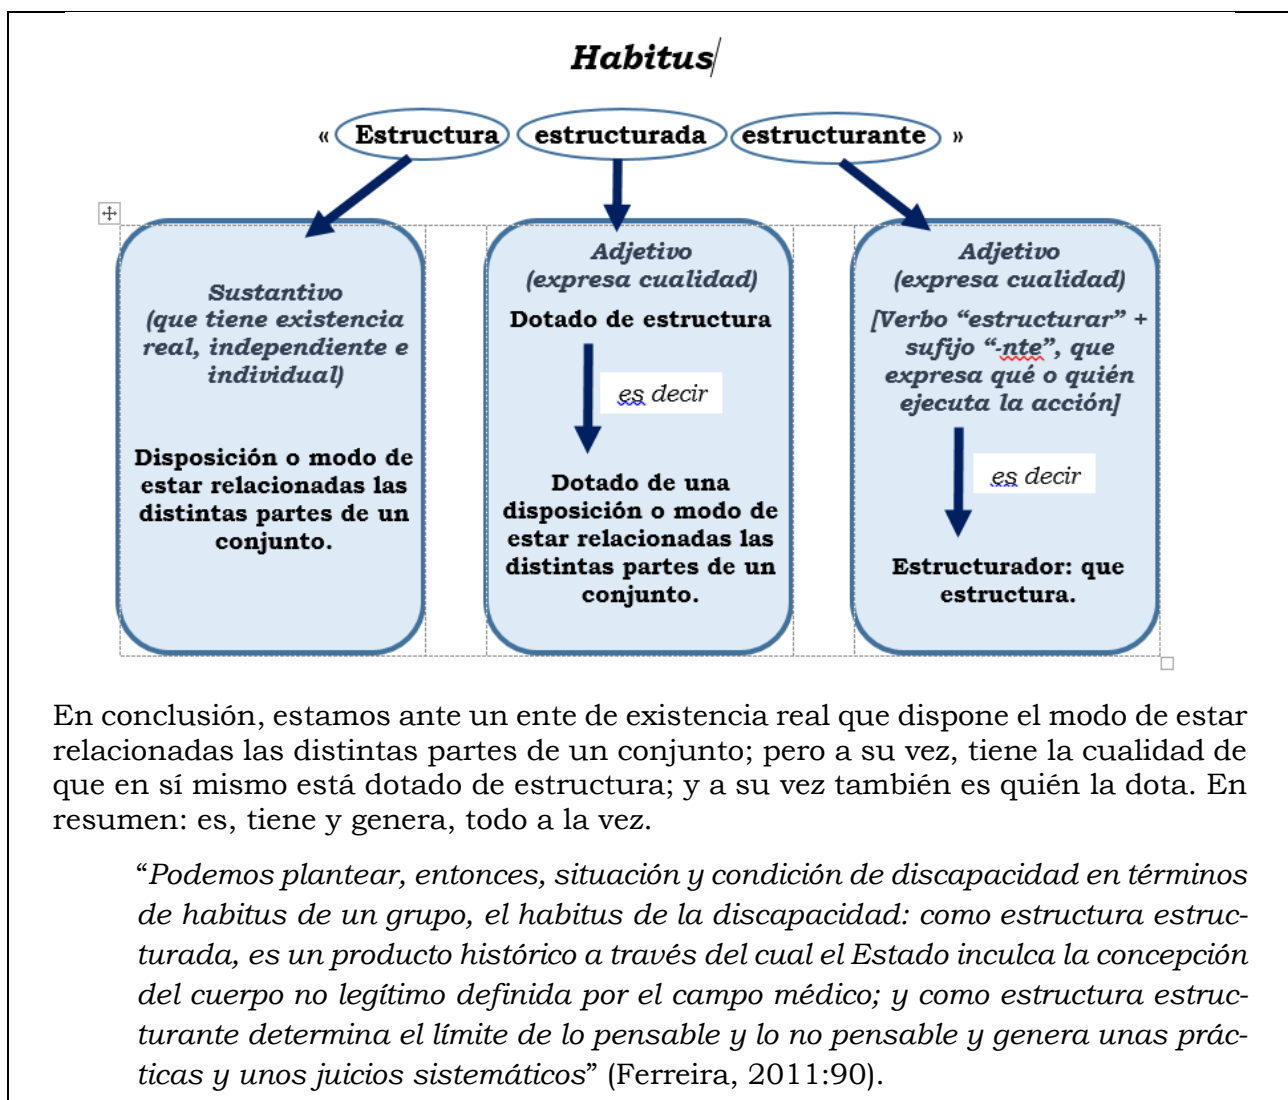 Habitus
« Estructura estructurada estructurante »
Sustantivo
(que tiene existencia
real, independiente e
individual)
Disposición o modo de
estar relacionadas las
distintas partes de un
conjunto.
Adjetivo
(expresa cualidad)
Dotado de estructura
es decir
Dotado de una
disposición o modo de
estar relacionadas las
distintas partes de un
conjunto.
Adjetivo
(expresa cualidad)
[Verbo “estructurar” +
sufijo “-nte”, que
expresa qué o quién
ejecuta la acción]
es decir
Estructurador: que
estructura.
En conclusión, estamos ante un ente de existencia real que dispone el modo de estar
relacionadas las distintas partes de un conjunto; pero a su vez, tiene la cualidad de
que en sí mismo está dotado de estructura; y a su vez también es quién la dota. En
resumen: es, tiene y genera, todo a la vez.
“Podemos plantear, entonces, situación y condición de discapacidad en términos
de habitus de un grupo, el habitus de la discapacidad: como estructura estruc-
turada, es un producto histórico a través del cual el Estado inculca la concepción
del cuerpo no legítimo definida por el campo médico; y como estructura estruc-
turante determina el límite de lo pensable y lo no pensable y genera unas prác-
ticas y unos juicios sistemáticos” (Ferreira, 2011:90).